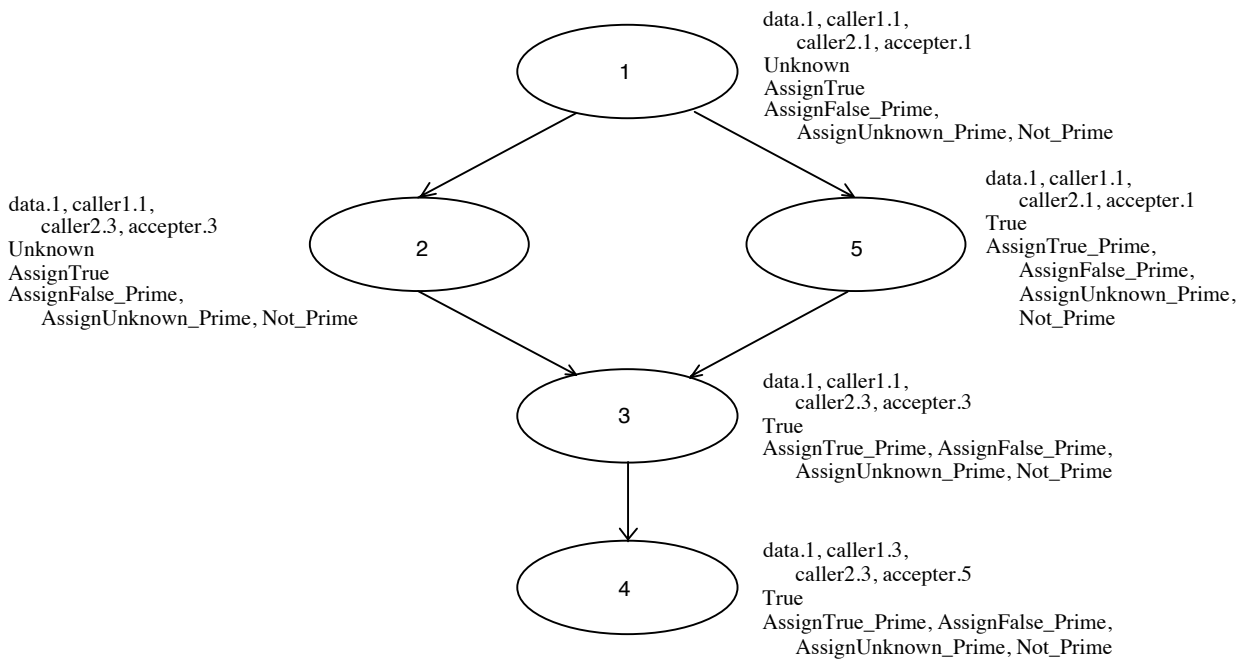 1
data.1, caller1.1,
caller2.1, accepter.1
Unknown
AssignTrue
AssignFalse_Prime,
AssignUnknown_Prime, Not_Prime
data.1, caller1.1,
caller2.3, accepter.3
Unknown
AssignTrue
AssignFalse_Prime,
AssignUnknown_Prime, Not_Prime
2
5
data.1, caller1.1,
caller2.1, accepter.1
True
AssignTrue_Prime,
AssignFalse_Prime,
AssignUnknown_Prime,
Not_Prime
3
data.1, caller1.1,
caller2.3, accepter.3
True
AssignTrue_Prime, AssignFalse_Prime,
AssignUnknown_Prime, Not_Prime
4
data.1, caller1.3,
caller2.3, accepter.5
True
AssignTrue_Prime, AssignFalse_Prime,
AssignUnknown_Prime, Not_Prime